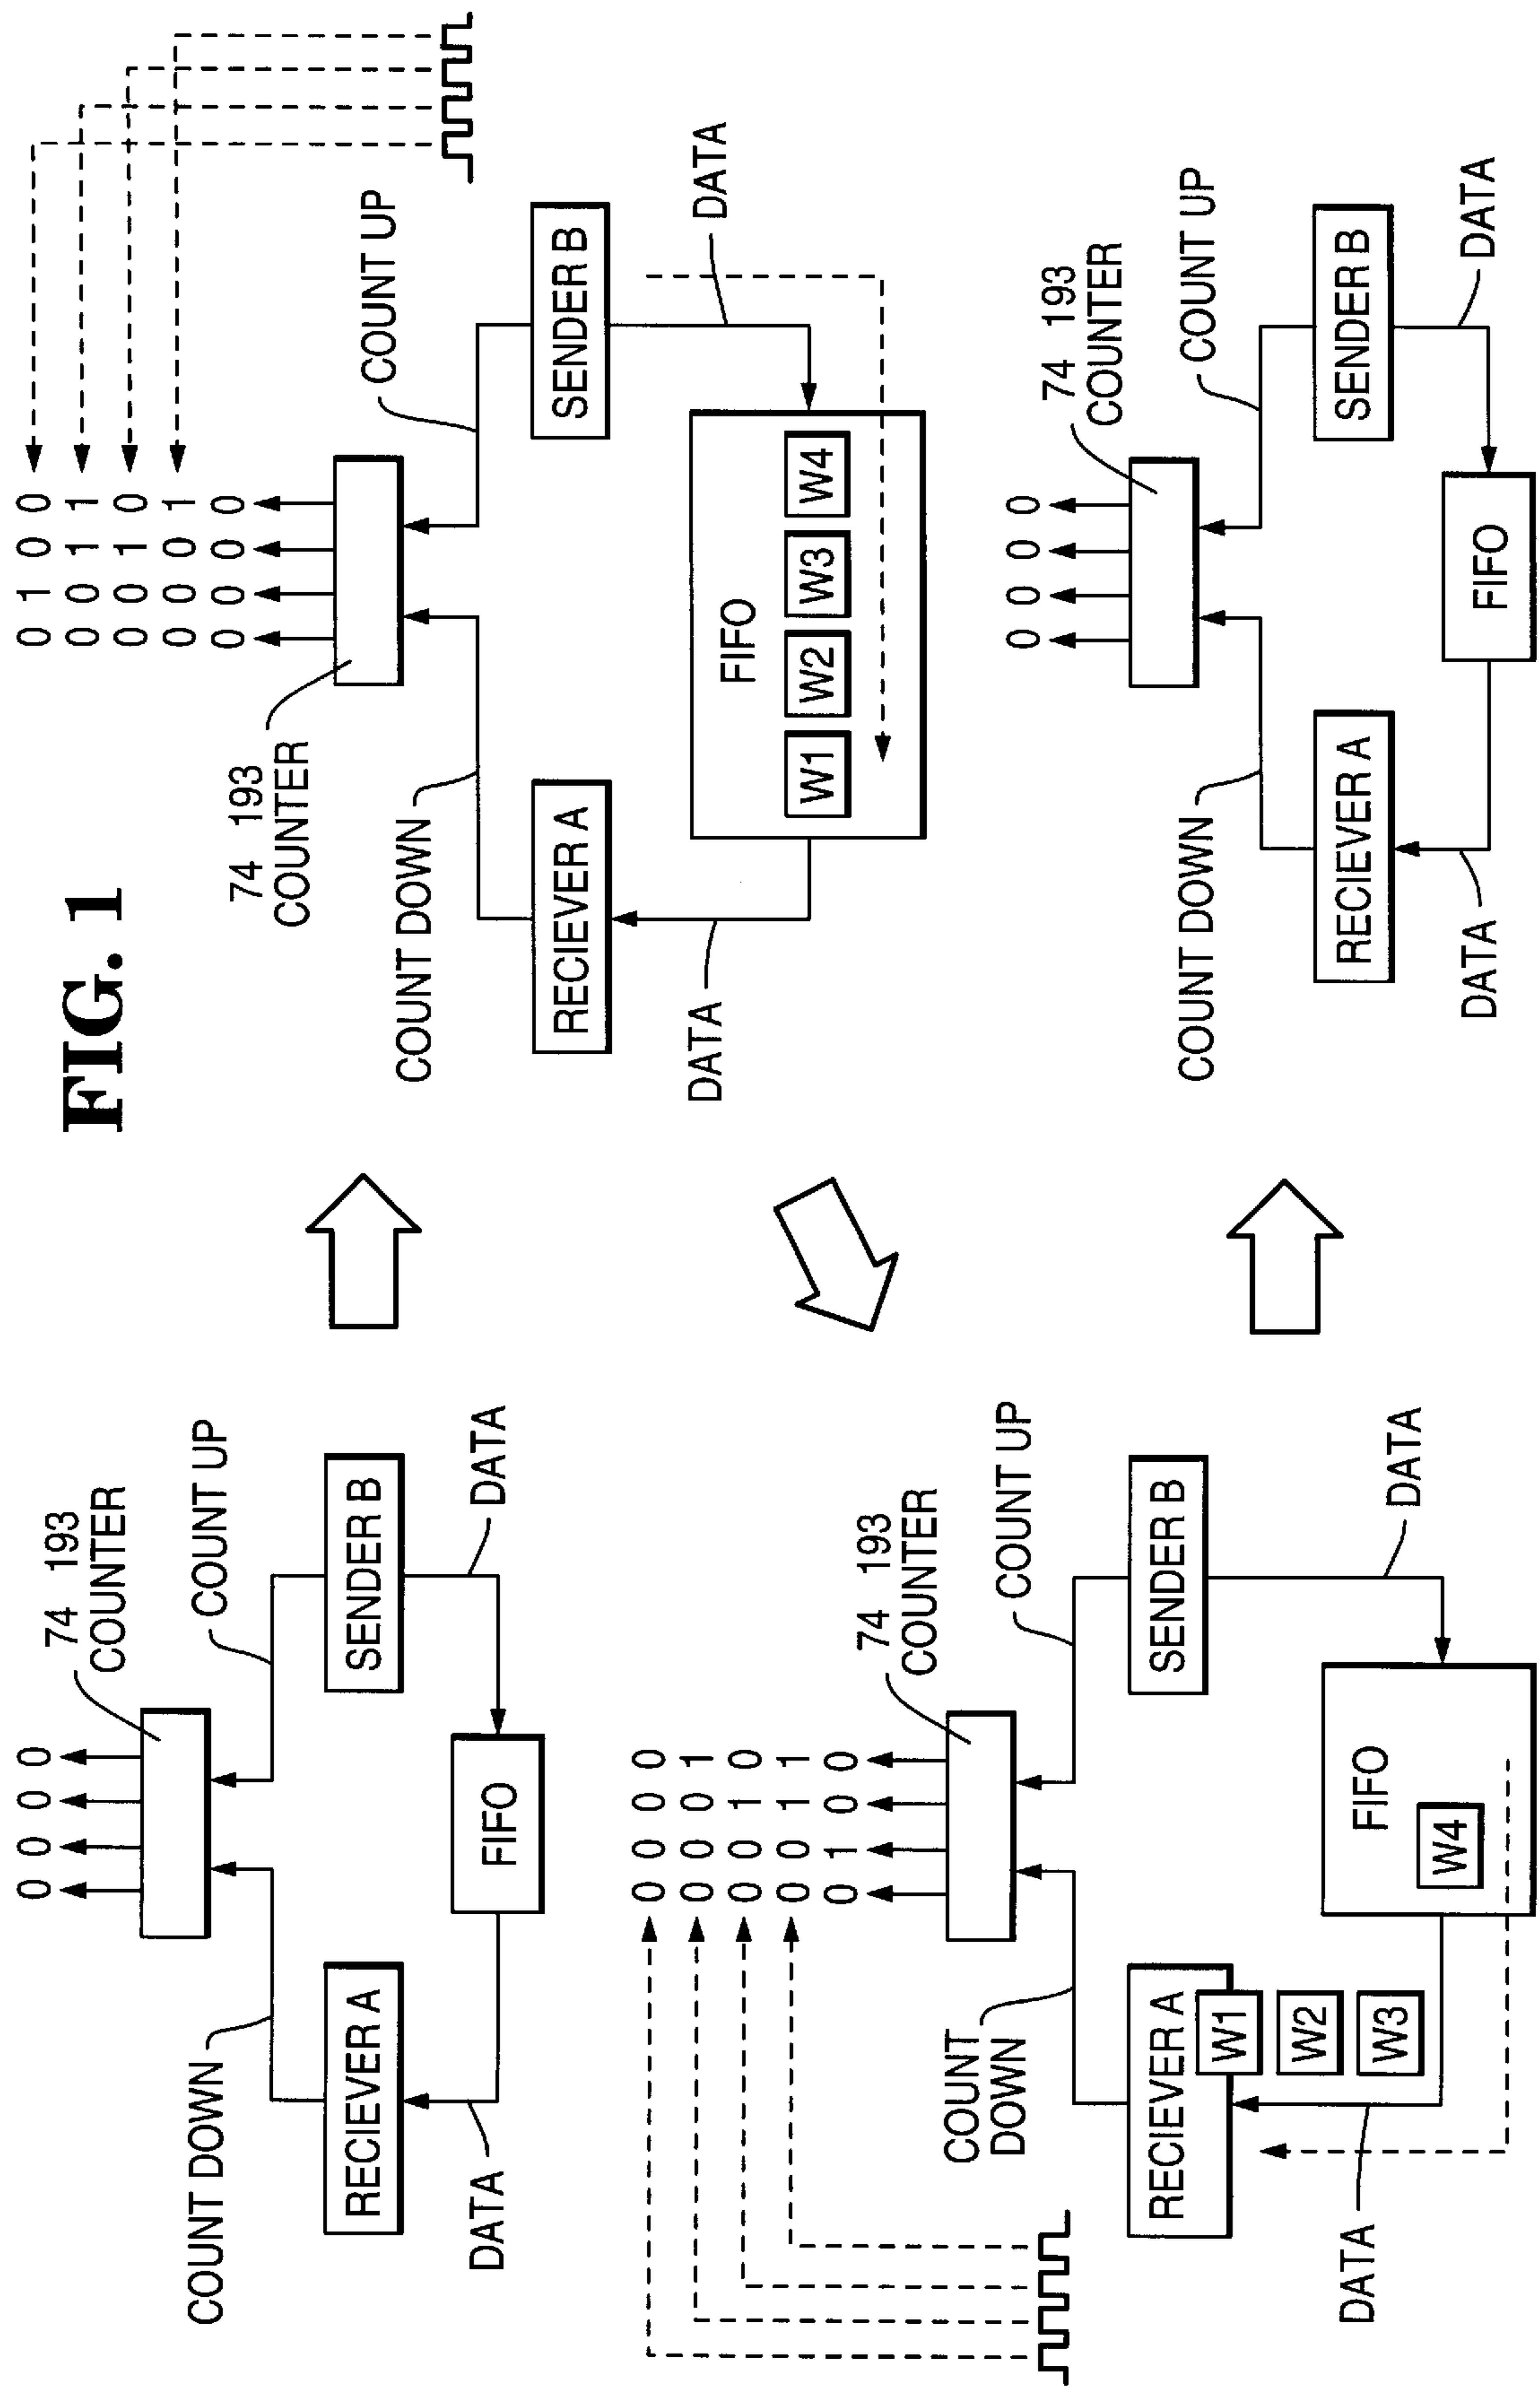 FIG. 1
0 0 0 0
74 193
COUNTER
COUNT DOWN
COUNT UP
RECIEVER A
SENDER B
DATA
FIFO
DATA
0 1 0 0
0 0 1 1
0 0 1 0
0 0 0 1
0 0 0 0
74 193
COUNTER
COUNT DOWN
COUNT UP
RECIEVER A
SENDER B
DATA
DATA
FIFO
W1 W2 W3 W4
0 0 0 0
0 0 0 1
0 0 1 0
0 0 1 1
0 1 0 0
74 193
COUNTER
COUNT
DOWN
COUNT UP
RECIEVER A
SENDER B
W1
W2
W3
DATA
DATA
FIFO
W4
0 0 0 0
74 193
COUNTER
COUNT DOWN
COUNT UP
RECIEVER A
SENDER B
DATA
FIFO
DATA